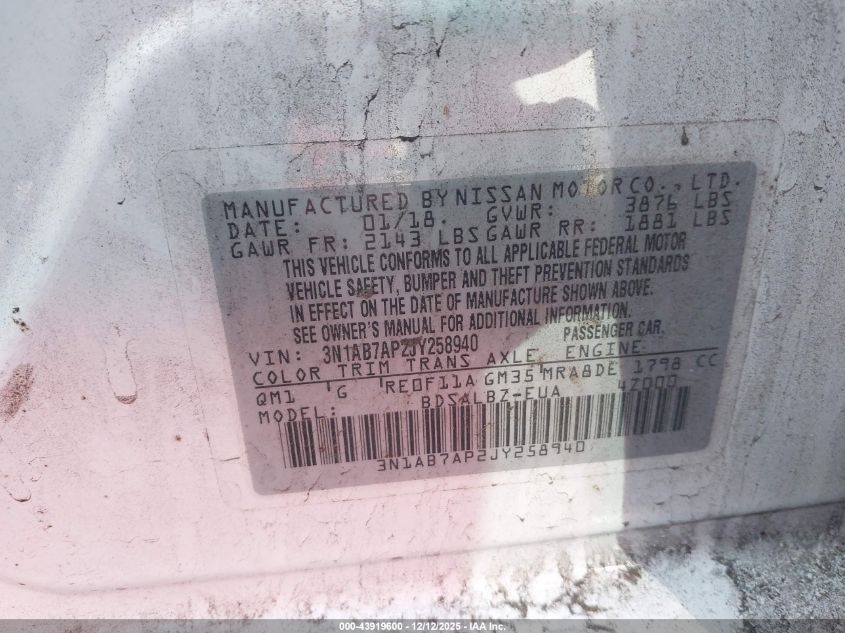 MANUFACTURED BY NISSAN MOTOR CO., LTD.
DATE: 01/18. GVWR: 3876 LBS
GAWR FR: 2143 LBS GAWR RR: 1881 LBS
THIS VEHICLE CONFORMS TO ALL APPLICABLE FEDERAL MOTOR
VEHICLE SAFETY, BUMPER AND THEFT PREVENTION STANDARDS
IN EFFECT ON THE DATE OF MANUFACTURE SHOWN ABOVE.
SEE OWNER'S MANUAL FOR ADDITIONAL INFORMATION.
VIN: 3N1AB7AP2JY258940 PASSENGER CAR.
COLOR TRIM TRANS AXLE ENGINE
QM1 G RE0F11A GM35 MRA8DE 1798 CC
MODEL: BDSALBZ-EUA 4Z000
3N1AB7AP2JY258940
000-43919600 - 12/12/2025 - IAA Inc.